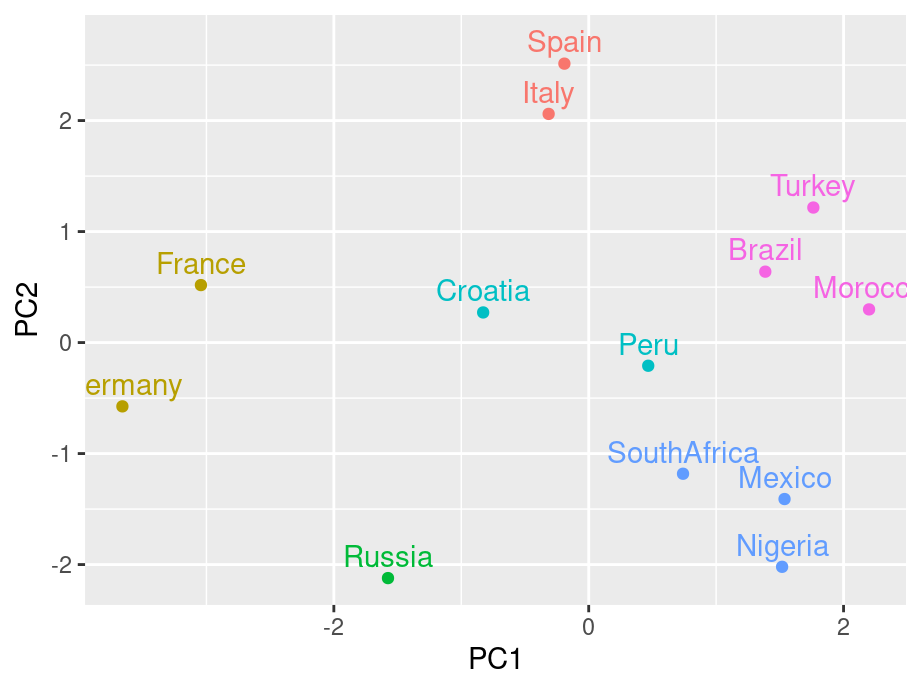 Spain
Italy
2
Turkey
1
Brazil
France
Morocc
Croatia
PC2
0
Peru
ermany
-1
SouthAfrica
Mexico
Nigeria
Russia
-2
-2
0
2
PC1